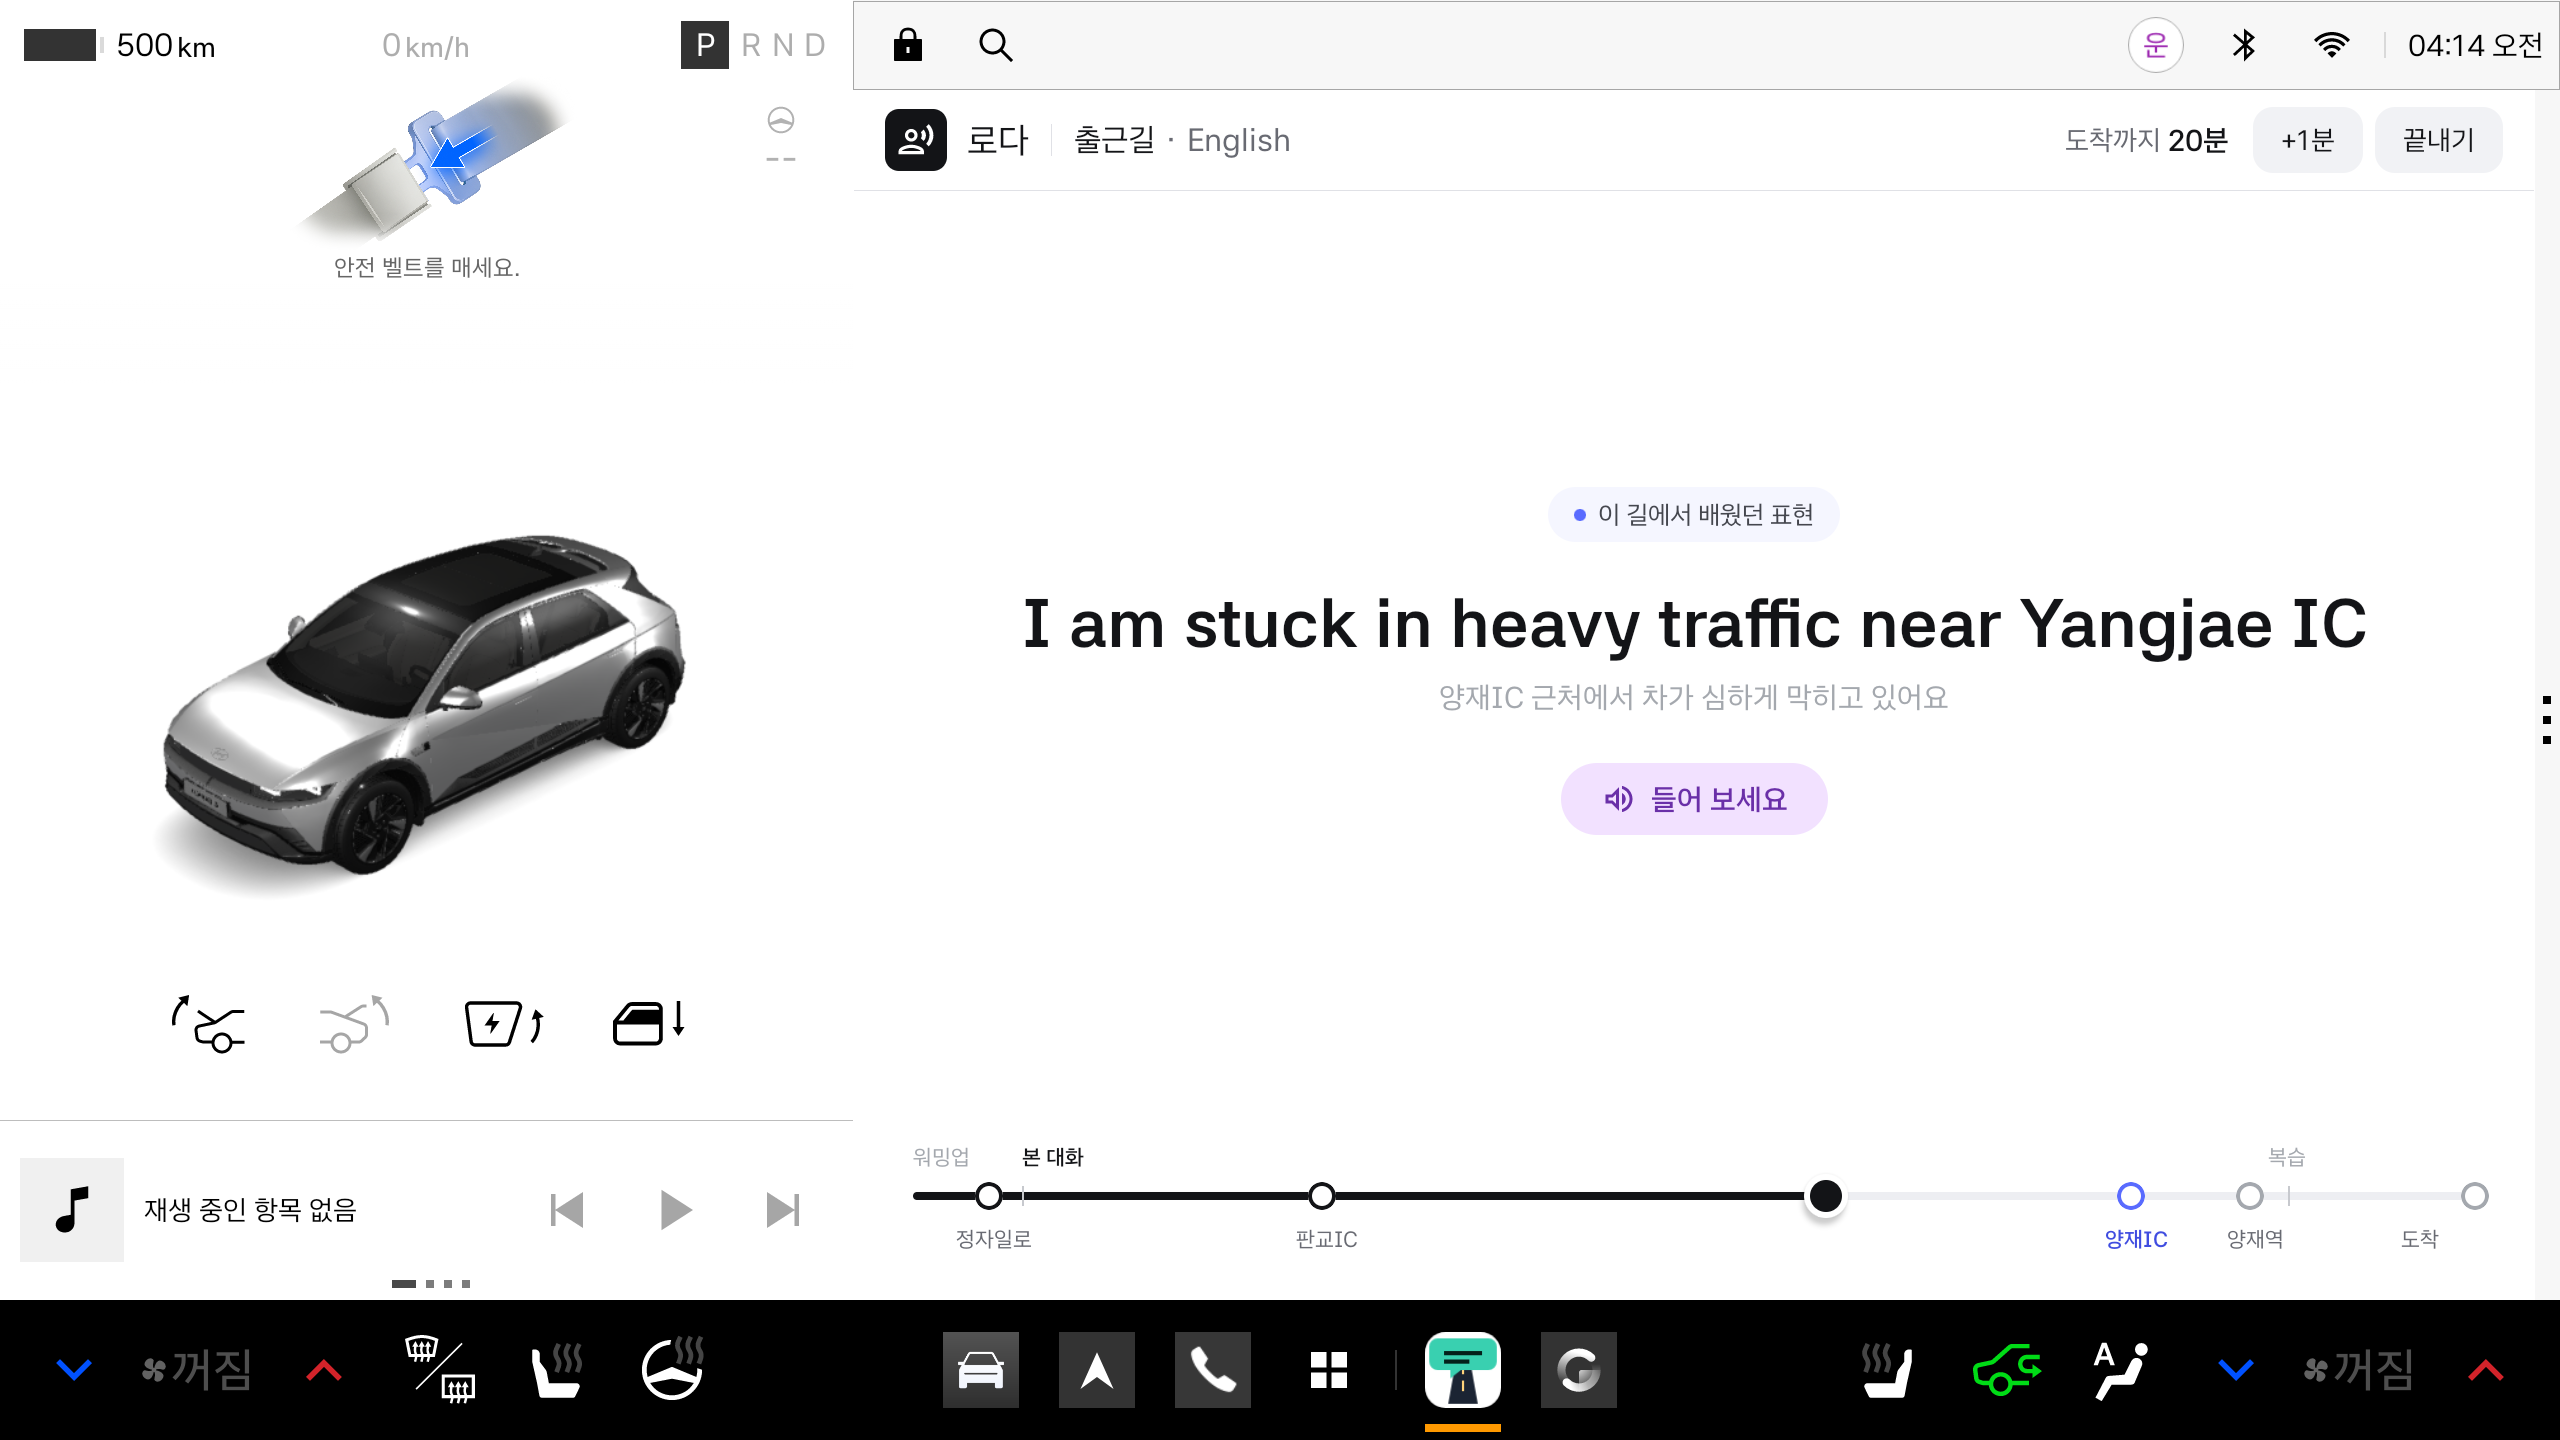 500 km
0 km/h
P R N D
운
04:14 오전
안전 벨트를 매세요.
로다
출근길 · English
도착까지 20분
+1분
끝내기
이 길에서 배웠던 표현
I am stuck in heavy traffic near Yangjae IC
양재IC 근처에서 차가 심하게 막히고 있어요
들어 보세요
재생 중인 항목 없음
워밍업
본 대화
복습
정자일로
판교IC
양재IC
양재역
도착
꺼짐
A
꺼짐